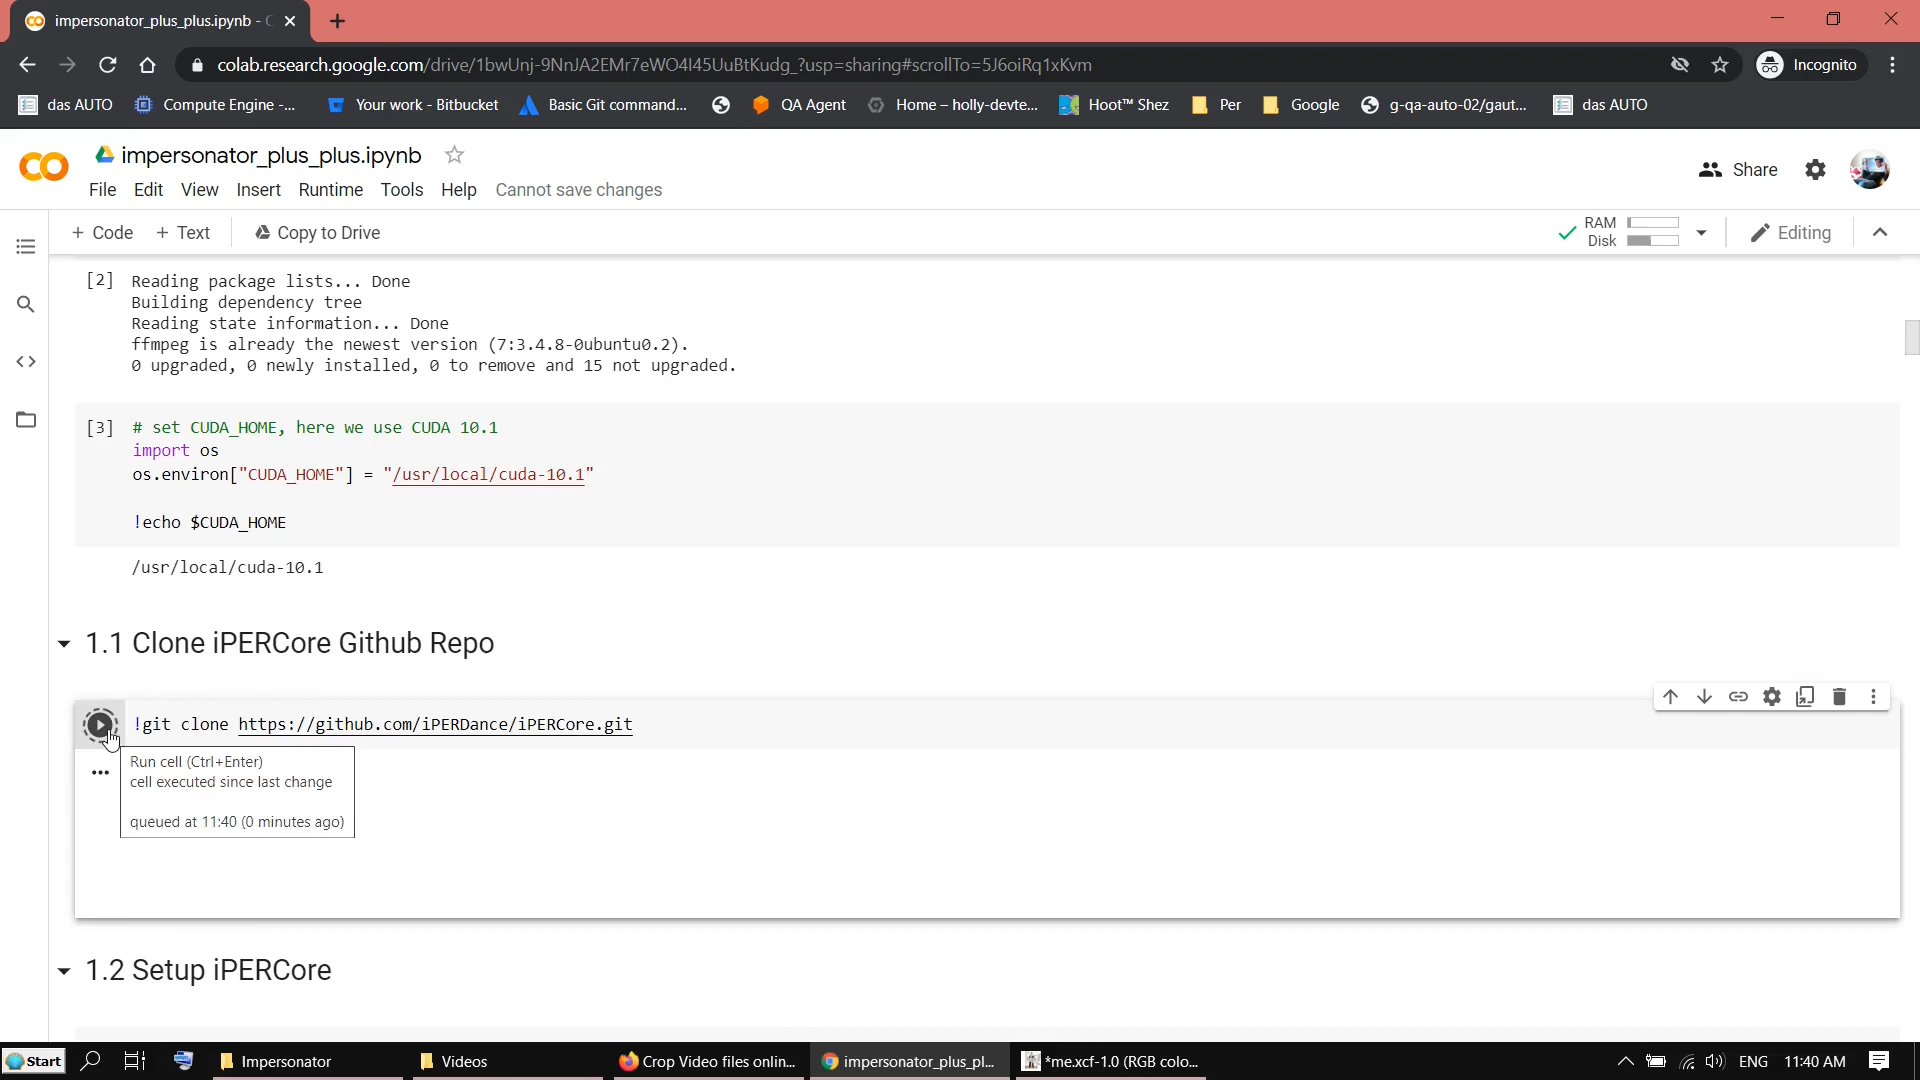 impersonator_plus_plus.ipynb - C
colab.research.google.com/drive/1bwUnj-9NnJA2EMr7eWO4I45UuBtKudg_?usp=sharing#scrollTo=5J6oiRq1xKvm
Incognito
das AUTO
Compute Engine -...
Your work - Bitbucket
Basic Git command...
QA Agent
Home – holly-devte...
Hoot™ Shez
Per
Google
g-qa-auto-02/gaut...
das AUTO
impersonator_plus_plus.ipynb
File Edit View Insert Runtime Tools Help Cannot save changes
Share
+ Code + Text Copy to Drive
RAM
Disk
Editing
[2] Reading package lists... Done
Building dependency tree
Reading state information... Done
ffmpeg is already the newest version (7:3.4.8-0ubuntu0.2).
0 upgraded, 0 newly installed, 0 to remove and 15 not upgraded.
[3] # set CUDA_HOME, here we use CUDA 10.1
import os
os.environ["CUDA_HOME"] = "/usr/local/cuda-10.1"
!echo $CUDA_HOME
/usr/local/cuda-10.1
1.1 Clone iPERCore Github Repo
!git clone https://github.com/iPERDance/iPERCore.git
Run cell (Ctrl+Enter)
cell executed since last change
queued at 11:40 (0 minutes ago)
1.2 Setup iPERCore
Start
Impersonator
Videos
Crop Video files onlin...
impersonator_plus_pl...
*me.xcf-1.0 (RGB colo...
ENG
11:40 AM